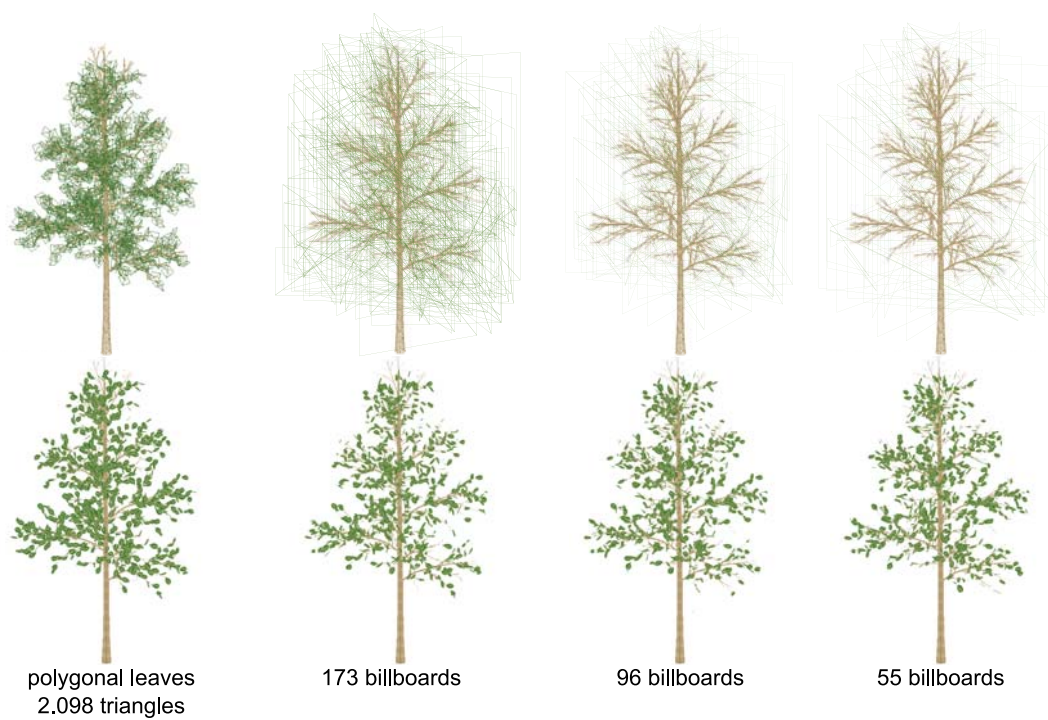 polygonal leaves
2.098 triangles
173 billboards
96 billboards
55 billboards